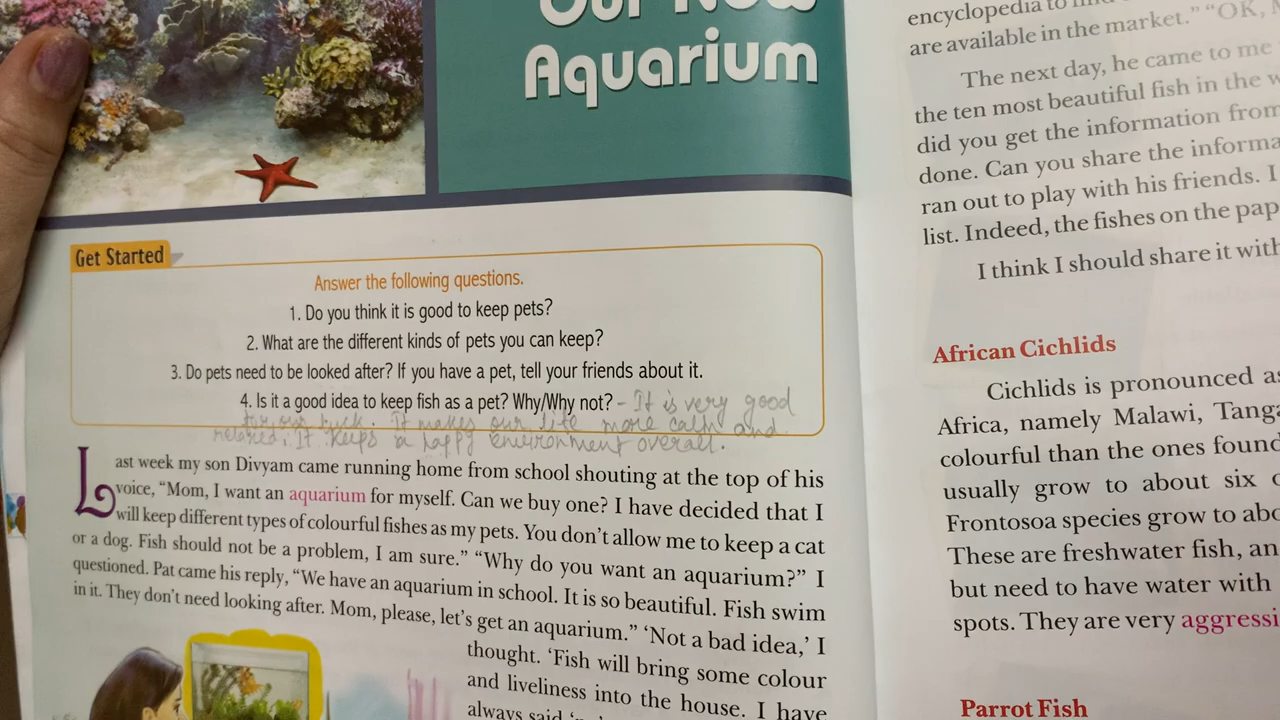 Our New
Aquarium
Get Started
Answer the following questions.
1. Do you think it is good to keep pets?
2. What are the different kinds of pets you can keep?
3. Do pets need to be looked after? If you have a pet, tell your friends about it.
4. Is it a good idea to keep fish as a pet? Why/Why not? - It is very good
for our luck. It makes our life more calm and
relaxed. It keeps a happy environment overall.
Last week my son Divyam came running home from school shouting at the top of his
voice, “Mom, I want an aquarium for myself. Can we buy one? I have decided that I
will keep different types of colourful fishes as my pets. You don’t allow me to keep a cat
or a dog. Fish should not be a problem, I am sure.” “Why do you want an aquarium?” I
questioned. Pat came his reply, “We have an aquarium in school. It is so beautiful. Fish swim
in it. They don’t need looking after. Mom, please, let’s get an aquarium.” ‘Not a bad idea,’ I
thought. ‘Fish will bring some colour
and liveliness into the house. I have
always said
encyclopedia to
are available in the market.” “OK,
The next day, he came to me
the ten most beautiful fish in the
did you get the information from
done. Can you share the informa
ran out to play with his friends. I
list. Indeed, the fishes on the pap
I think I should share it with
African Cichlids
Cichlids is pronounced as
Africa, namely Malawi, Tanga
colourful than the ones found
usually grow to about six
Frontosoa species grow to abo
These are freshwater fish, an
but need to have water with
spots. They are very aggressi
Parrot Fish